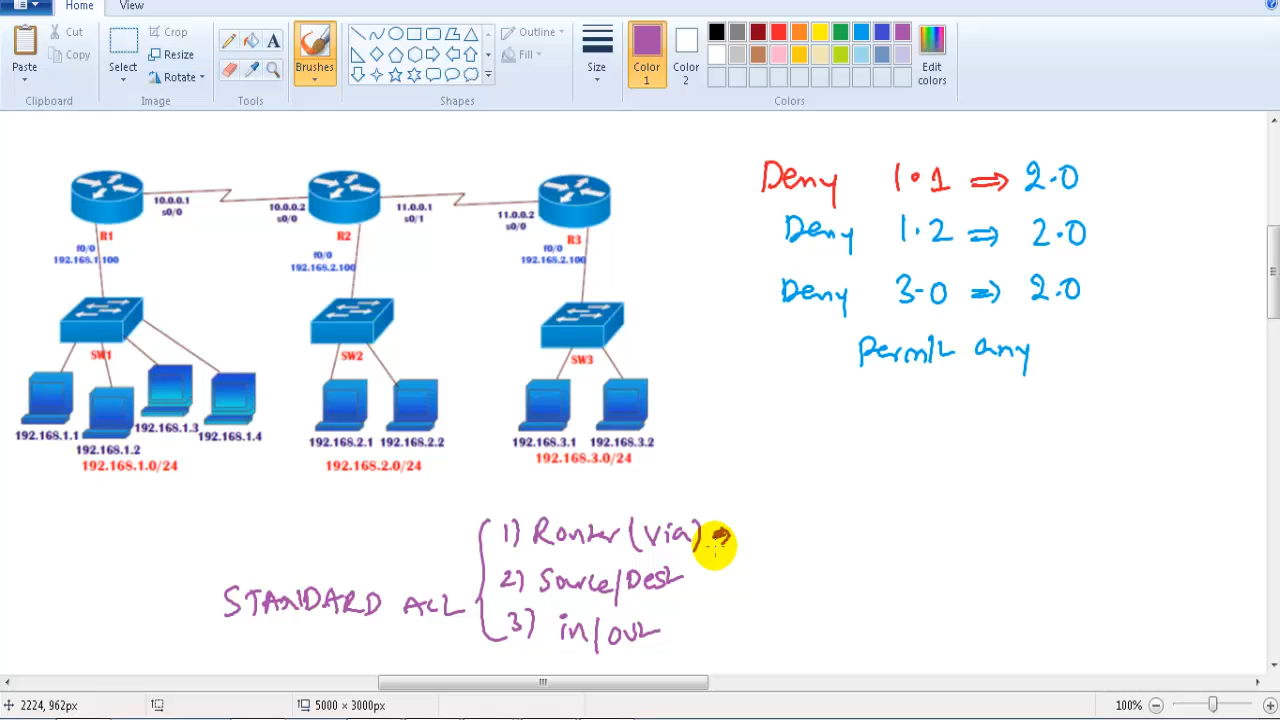 Home View
Cut
Copy
Paste
Clipboard
Select
Crop
Resize
Rotate
Image
Tools
Brushes
Shapes
Outline
Fill
Size
Color 1
Color 2
Colors
Edit colors
10.0.0.1
s0/0
10.0.0.2
s0/0
11.0.0.1
s0/1
11.0.0.2
s0/0
R1
R2
R3
f0/0
192.168.1.100
f0/0
192.168.2.100
f0/0
192.168.2.100
SW1
SW2
SW3
192.168.1.1
192.168.1.2
192.168.1.3
192.168.1.4
192.168.2.1
192.168.2.2
192.168.3.1
192.168.3.2
192.168.1.0/24
192.168.2.0/24
192.168.3.0/24
Deny 1.1 ⇒ 2.0
Deny 1.2 ⇒ 2.0
Deny 3.0 ⇒ 2.0
Permit any
STANDARD ACL
1) Router (via) ⇒
2) Source/Dest
3) in/out
2224, 962px
5000 × 3000px
100%